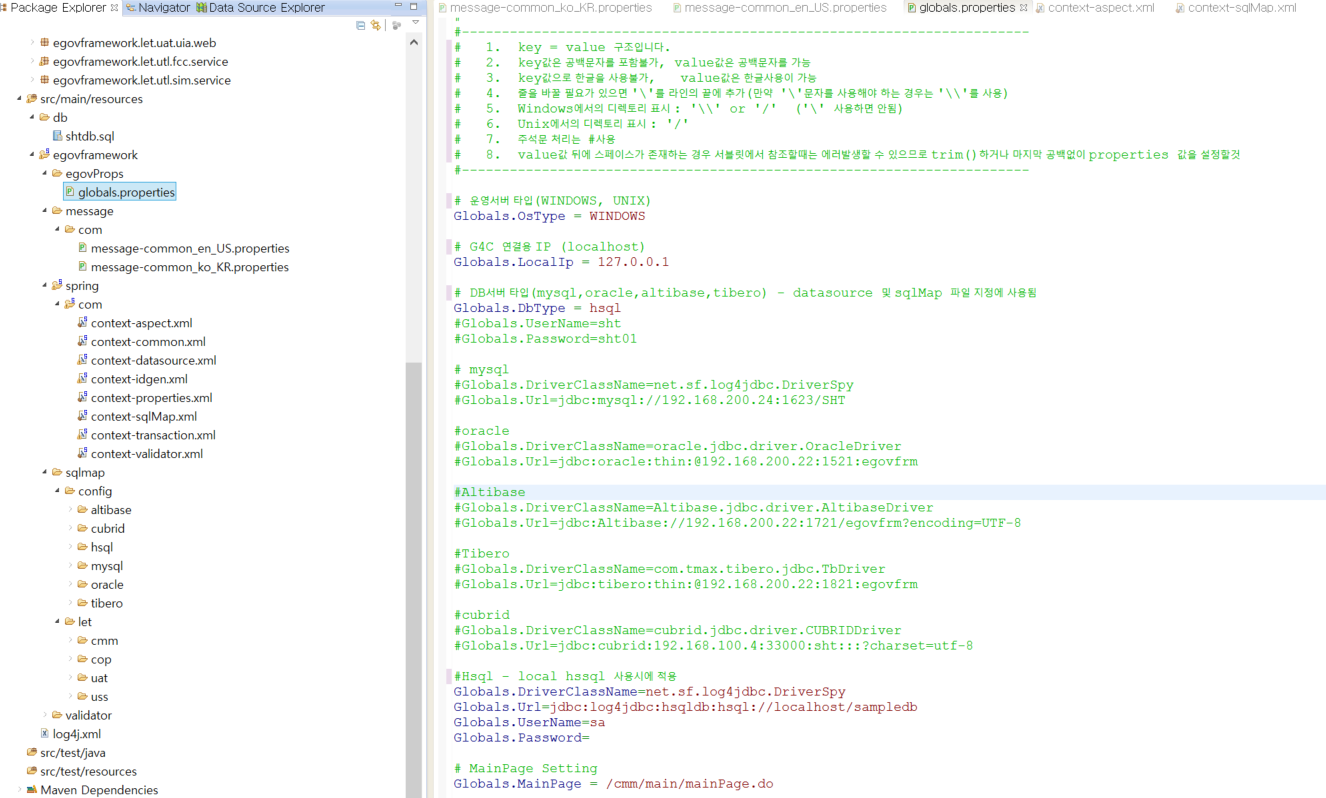 Package Explorer Navigator Data Source Explorer
egovframework.let.uat.uia.web
egovframework.let.utl.fcc.service
egovframework.let.utl.sim.service
src/main/resources
db
shtdb.sql
egovframework
egovProps
globals.properties
message
com
message-common_en_US.properties
message-common_ko_KR.properties
spring
com
context-aspect.xml
context-common.xml
context-datasource.xml
context-idgen.xml
context-properties.xml
context-sqlMap.xml
context-transaction.xml
context-validator.xml
sqlmap
config
altibase
cubrid
hsql
mysql
oracle
tibero
let
cmm
cop
uat
uss
validator
log4j.xml
src/test/java
src/test/resources
Maven Dependencies
message-common_ko_KR.properties message-common_en_US.properties globals.properties context-aspect.xml context-sqlMap.xml
#-----------------------------------------------------------------------
#   1.  key = value 구조입니다.
#   2.  key값은 공백문자를 포함불가, value값은 공백문자를 가능
#   3.  key값으로 한글을 사용불가,   value값은 한글사용이 가능
#   4.  줄을 바꿀 필요가 있으면 '\'를 라인의 끝에 추가(만약  '\'문자를 사용해야 하는 경우는 '\\'를 사용)
#   5.  Windows에서의 디렉토리 표시 : '\\' or '/'  ('\' 사용하면 안됨)
#   6.  Unix에서의 디렉토리 표시 : '/'
#   7.  주석문 처리는  #사용
#   8.  value값 뒤에 스페이스가 존재하는 경우 서블릿에서 참조할때는 에러발생할 수 있으므로 trim()하거나 마지막 공백없이 properties 값을 설정할것
#-----------------------------------------------------------------------
# 운영서버 타입(WINDOWS, UNIX)
Globals.OsType = WINDOWS
# G4C 연결용 IP (localhost)
Globals.LocalIp = 127.0.0.1
# DB서버 타입(mysql,oracle,altibase,tibero) - datasource 및 sqlMap 파일 지정에 사용됨
Globals.DbType = hsql
#Globals.UserName=sht
#Globals.Password=sht01
# mysql
#Globals.DriverClassName=net.sf.log4jdbc.DriverSpy
#Globals.Url=jdbc:mysql://192.168.200.24:1623/SHT
#oracle
#Globals.DriverClassName=oracle.jdbc.driver.OracleDriver
#Globals.Url=jdbc:oracle:thin:@192.168.200.22:1521:egovfrm
#Altibase
#Globals.DriverClassName=Altibase.jdbc.driver.AltibaseDriver
#Globals.Url=jdbc:Altibase://192.168.200.22:1721/egovfrm?encoding=UTF-8
#Tibero
#Globals.DriverClassName=com.tmax.tibero.jdbc.TbDriver
#Globals.Url=jdbc:tibero:thin:@192.168.200.22:1821:egovfrm
#cubrid
#Globals.DriverClassName=cubrid.jdbc.driver.CUBRIDDriver
#Globals.Url=jdbc:cubrid:192.168.100.4:33000:sht:::?charset=utf-8
#Hsql - local hssql 사용시에 적용
Globals.DriverClassName=net.sf.log4jdbc.DriverSpy
Globals.Url=jdbc:log4jdbc:hsqldb:hsql://localhost/sampledb
Globals.UserName=sa
Globals.Password=
# MainPage Setting
Globals.MainPage = /cmm/main/mainPage.do